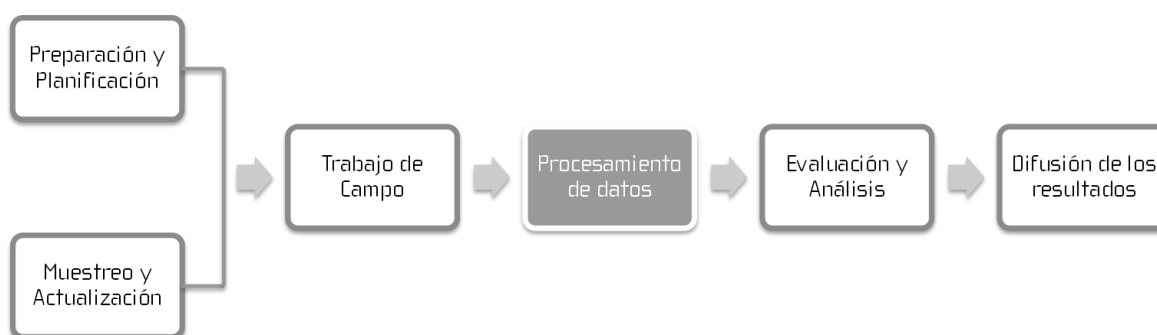 Preparación y
Planificación
Muestreo y
Actualización
Trabajo de
Campo
Procesamiento
de datos
Evaluación y
Análisis
Difusión de los
resultados